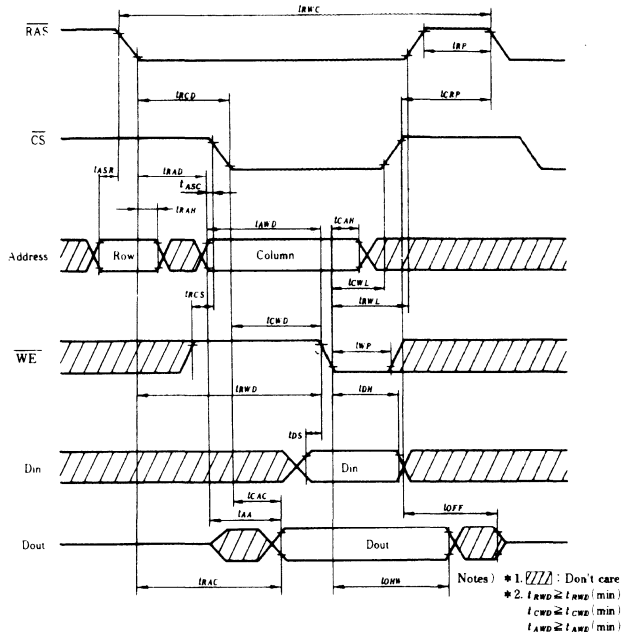 tRWC
RAS
tRP
tRCD
tCRP
CS
tASR
tRAD
tASC
tRAH
tAWD
tCAH
Address
Row
Column
tRCS
tCWL
tRWL
tCWD
WE
tWP
tRWD
tDH
tDS
Din
Din
tCAC
tAA
tOFF
Dout
Dout
tRAC
tOHW
Notes) *1. : Don't care
*2. tRWD ≧ tRWD (min)
tCWD ≧ tCWD (min)
tAWD ≧ tAWD (min)